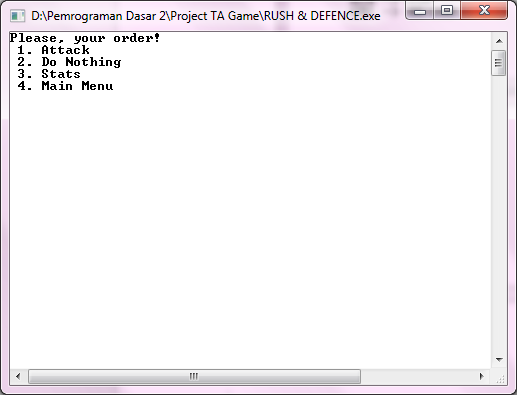 D:\Pemrograman Dasar 2\Project TA Game\RUSH & DEFENCE.exe
Please, your order!
1. Attack
2. Do Nothing
3. Stats
4. Main Menu